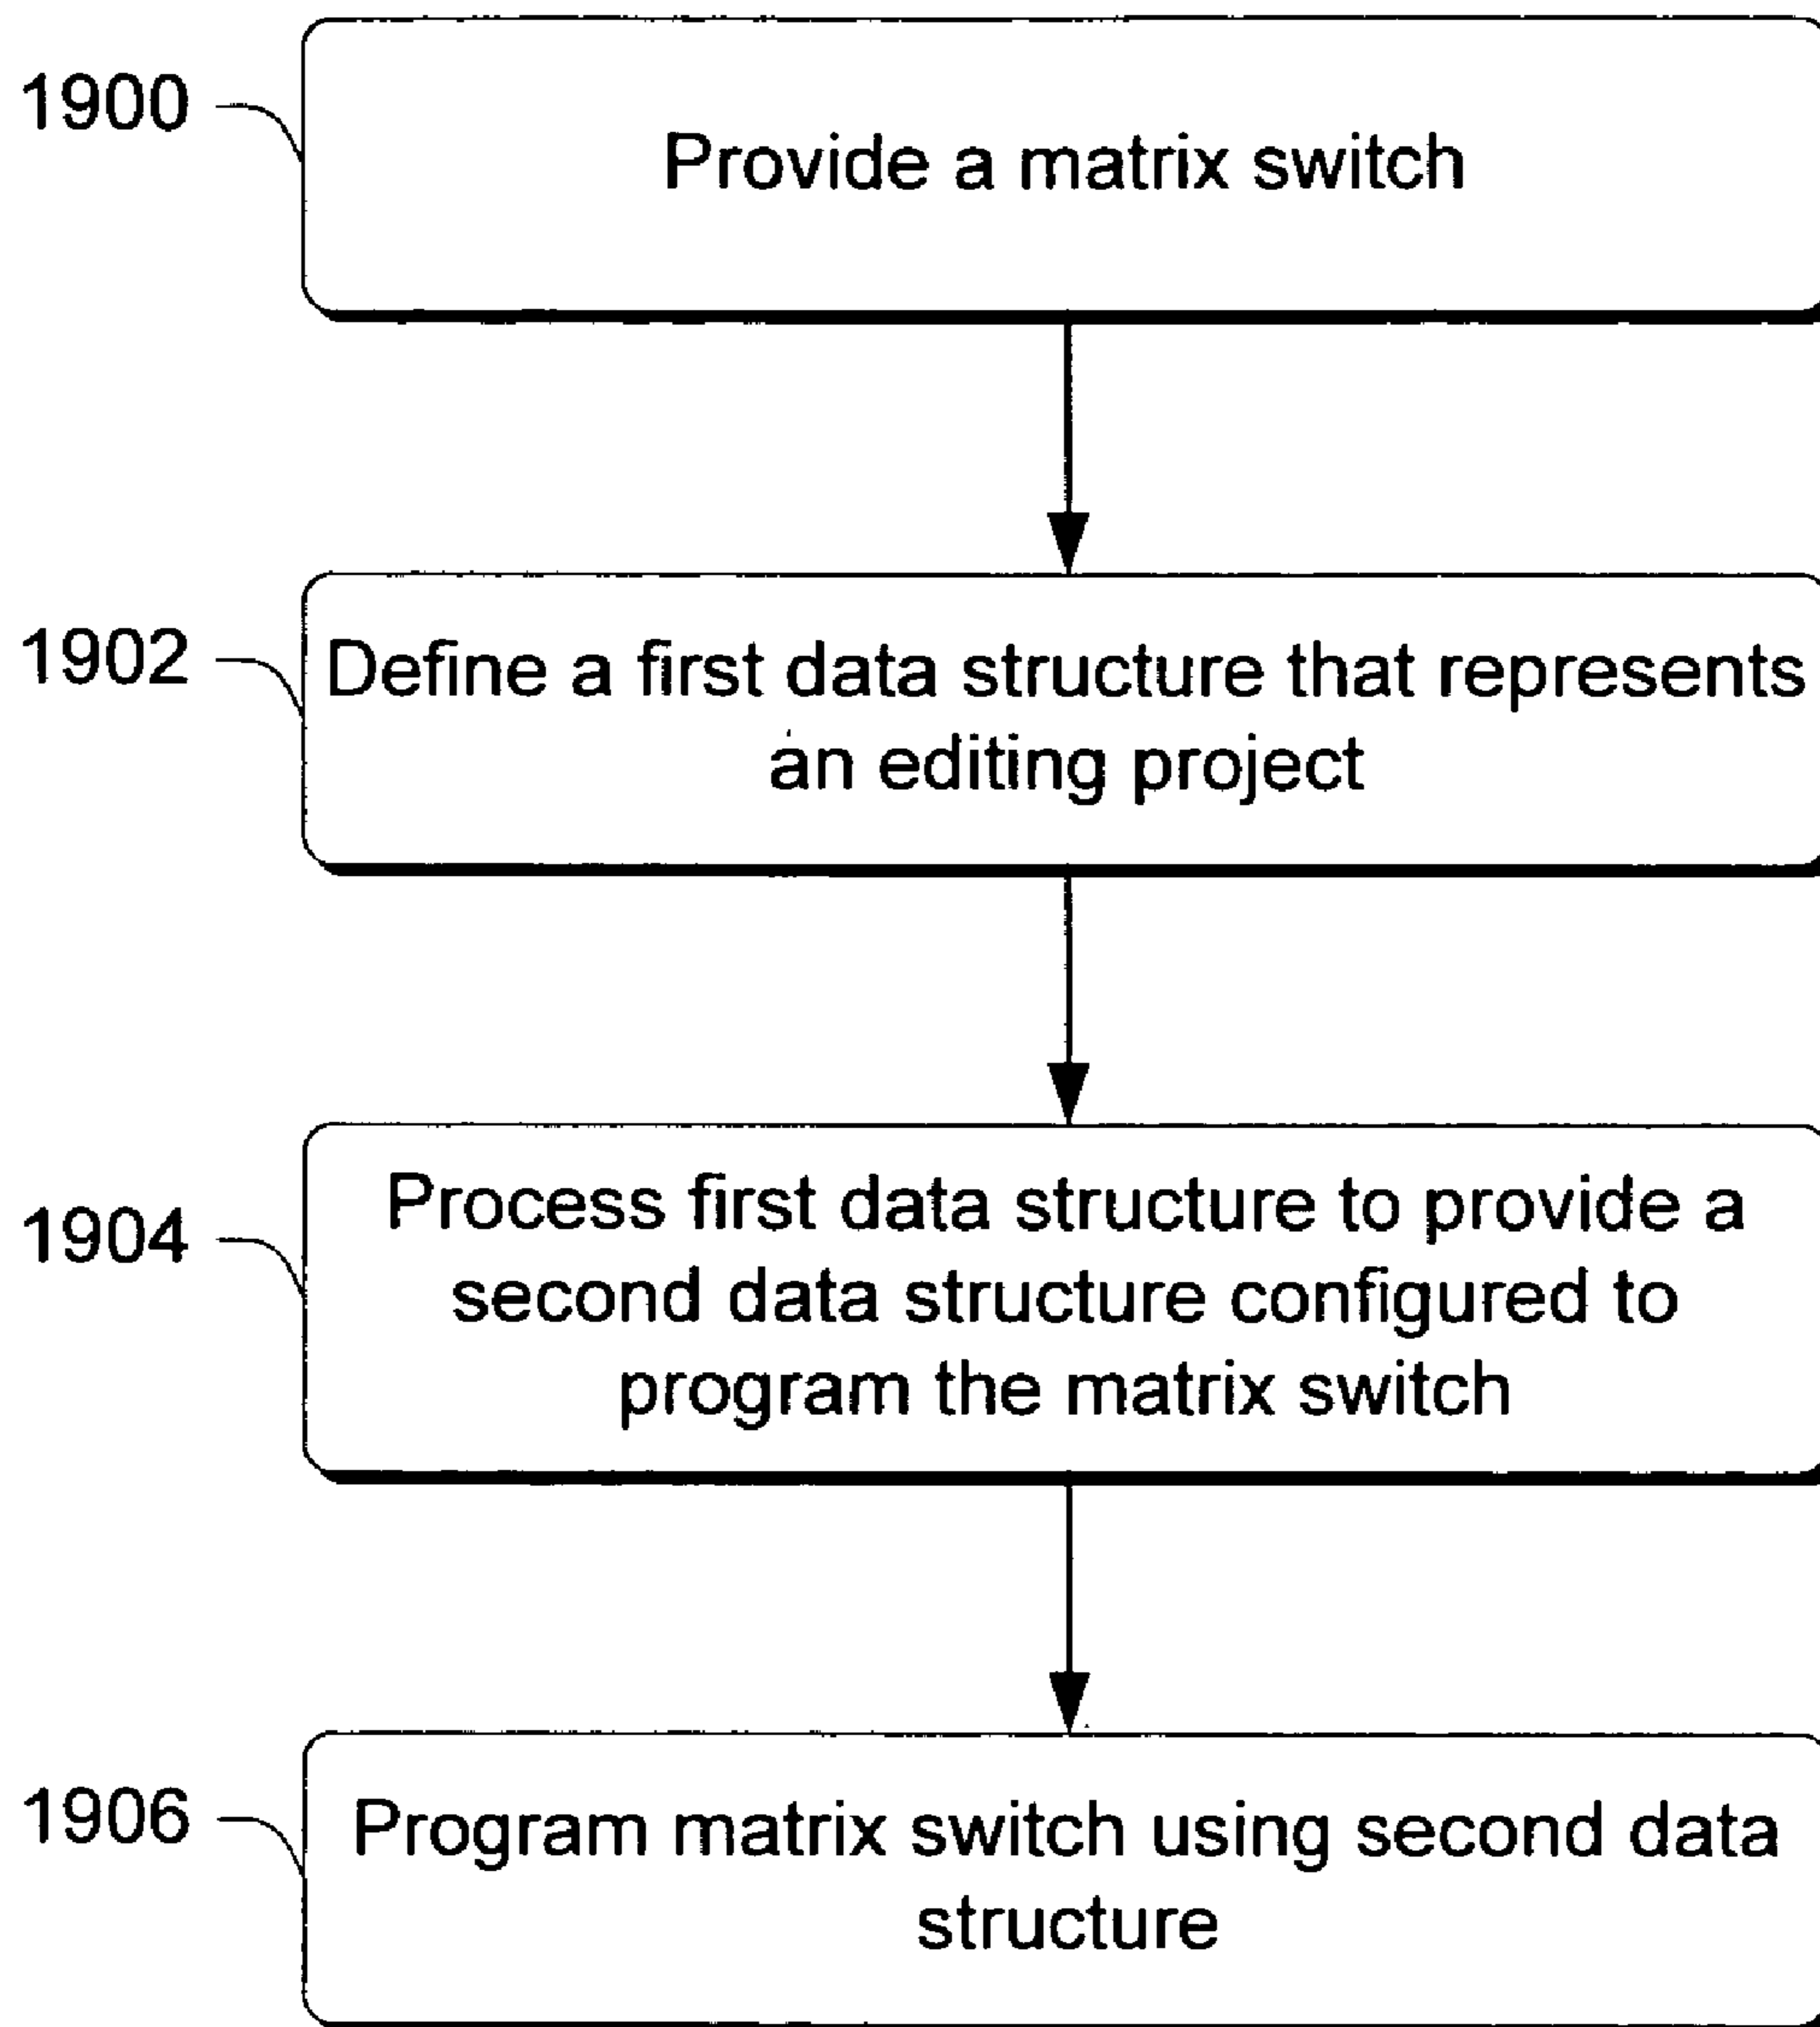 1900
Provide a matrix switch
1902
Define a first data structure that represents
an editing project
1904
Process first data structure to provide a
second data structure configured to
program the matrix switch
1906
Program matrix switch using second data
structure